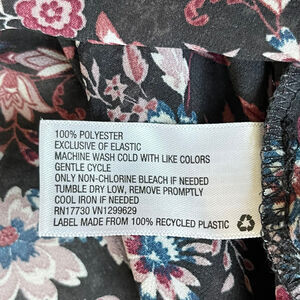 100% POLYESTER
EXCLUSIVE OF ELASTIC
MACHINE WASH COLD WITH LIKE COLORS
GENTLE CYCLE
ONLY NON-CHLORINE BLEACH IF NEEDED
TUMBLE DRY LOW, REMOVE PROMPTLY
COOL IRON IF NEEDED
RN17730 VN1299629
LABEL MADE FROM 100% RECYCLED PLASTIC